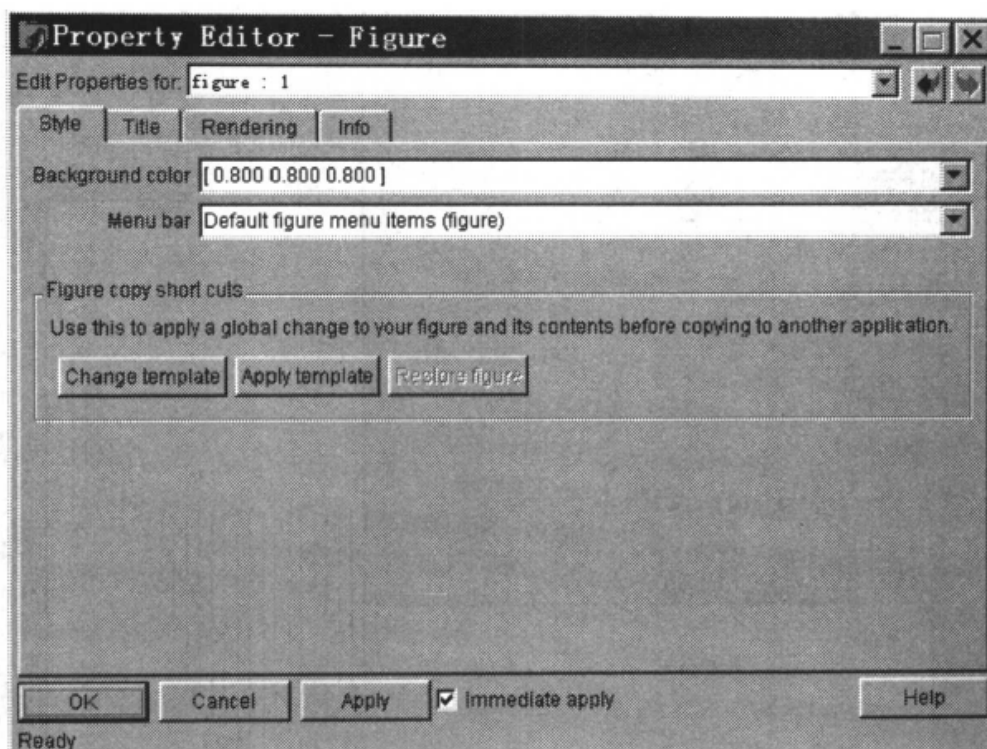 Property Editor - Figure
Edit Properties for: figure : 1
Style Title Rendering Info
Background color [ 0.800 0.800 0.800 ]
Menu bar Default figure menu items (figure)
Figure copy short cuts
Use this to apply a global change to your figure and its contents before copying to another application.
Change template Apply template Restore figure
OK Cancel Apply Immediate apply Help
Ready